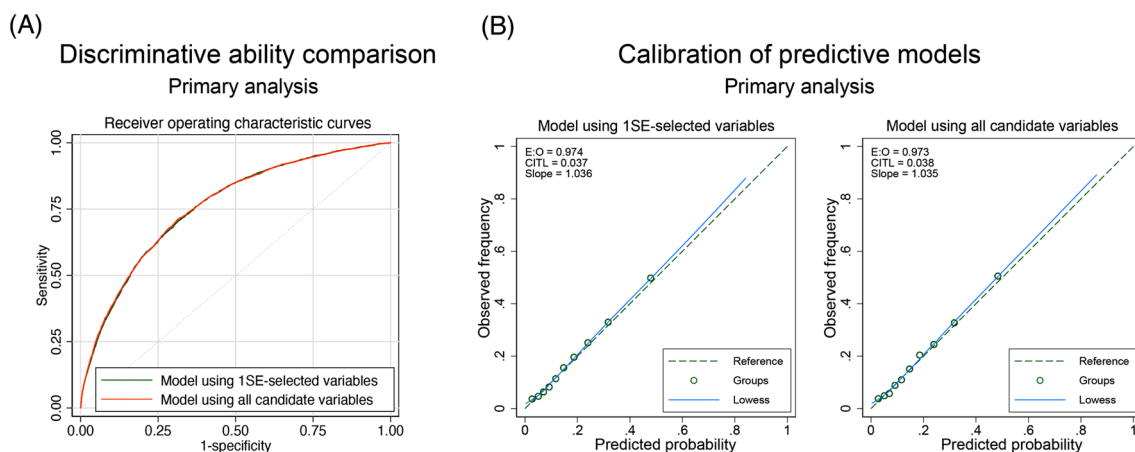 (A)
Discriminative ability comparison
Primary analysis
Receiver operating characteristic curves
Sensitivity
1.00
0.75
0.50
0.25
0.00
Model using 1SE-selected variables
Model using all candidate variables
0.00 0.25 0.50 0.75 1.00
1-specificity
(B)
Calibration of predictive models
Primary analysis
Model using 1SE-selected variables
E:O = 0.974
CITL = 0.037
Slope = 1.036
Observed frequency
1
.8
.6
.4
.2
0
Reference
Groups
Lowess
0 .2 .4 .6 .8 1
Predicted probability
Model using all candidate variables
E:O = 0.973
CITL = 0.038
Slope = 1.035
Observed frequency
1
.8
.6
.4
.2
0
Reference
Groups
Lowess
0 .2 .4 .6 .8 1
Predicted probability